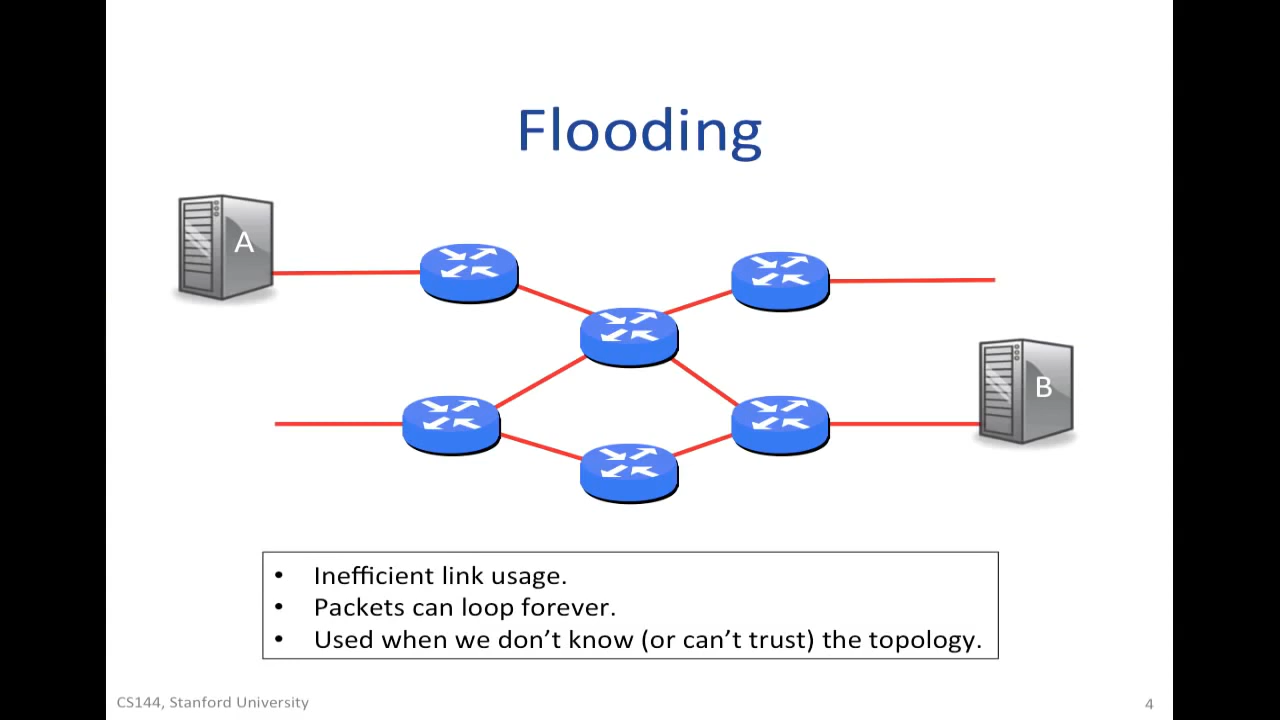 Flooding
A
B
• Inefficient link usage.
• Packets can loop forever.
• Used when we don’t know (or can’t trust) the topology.
CS144, Stanford University
4